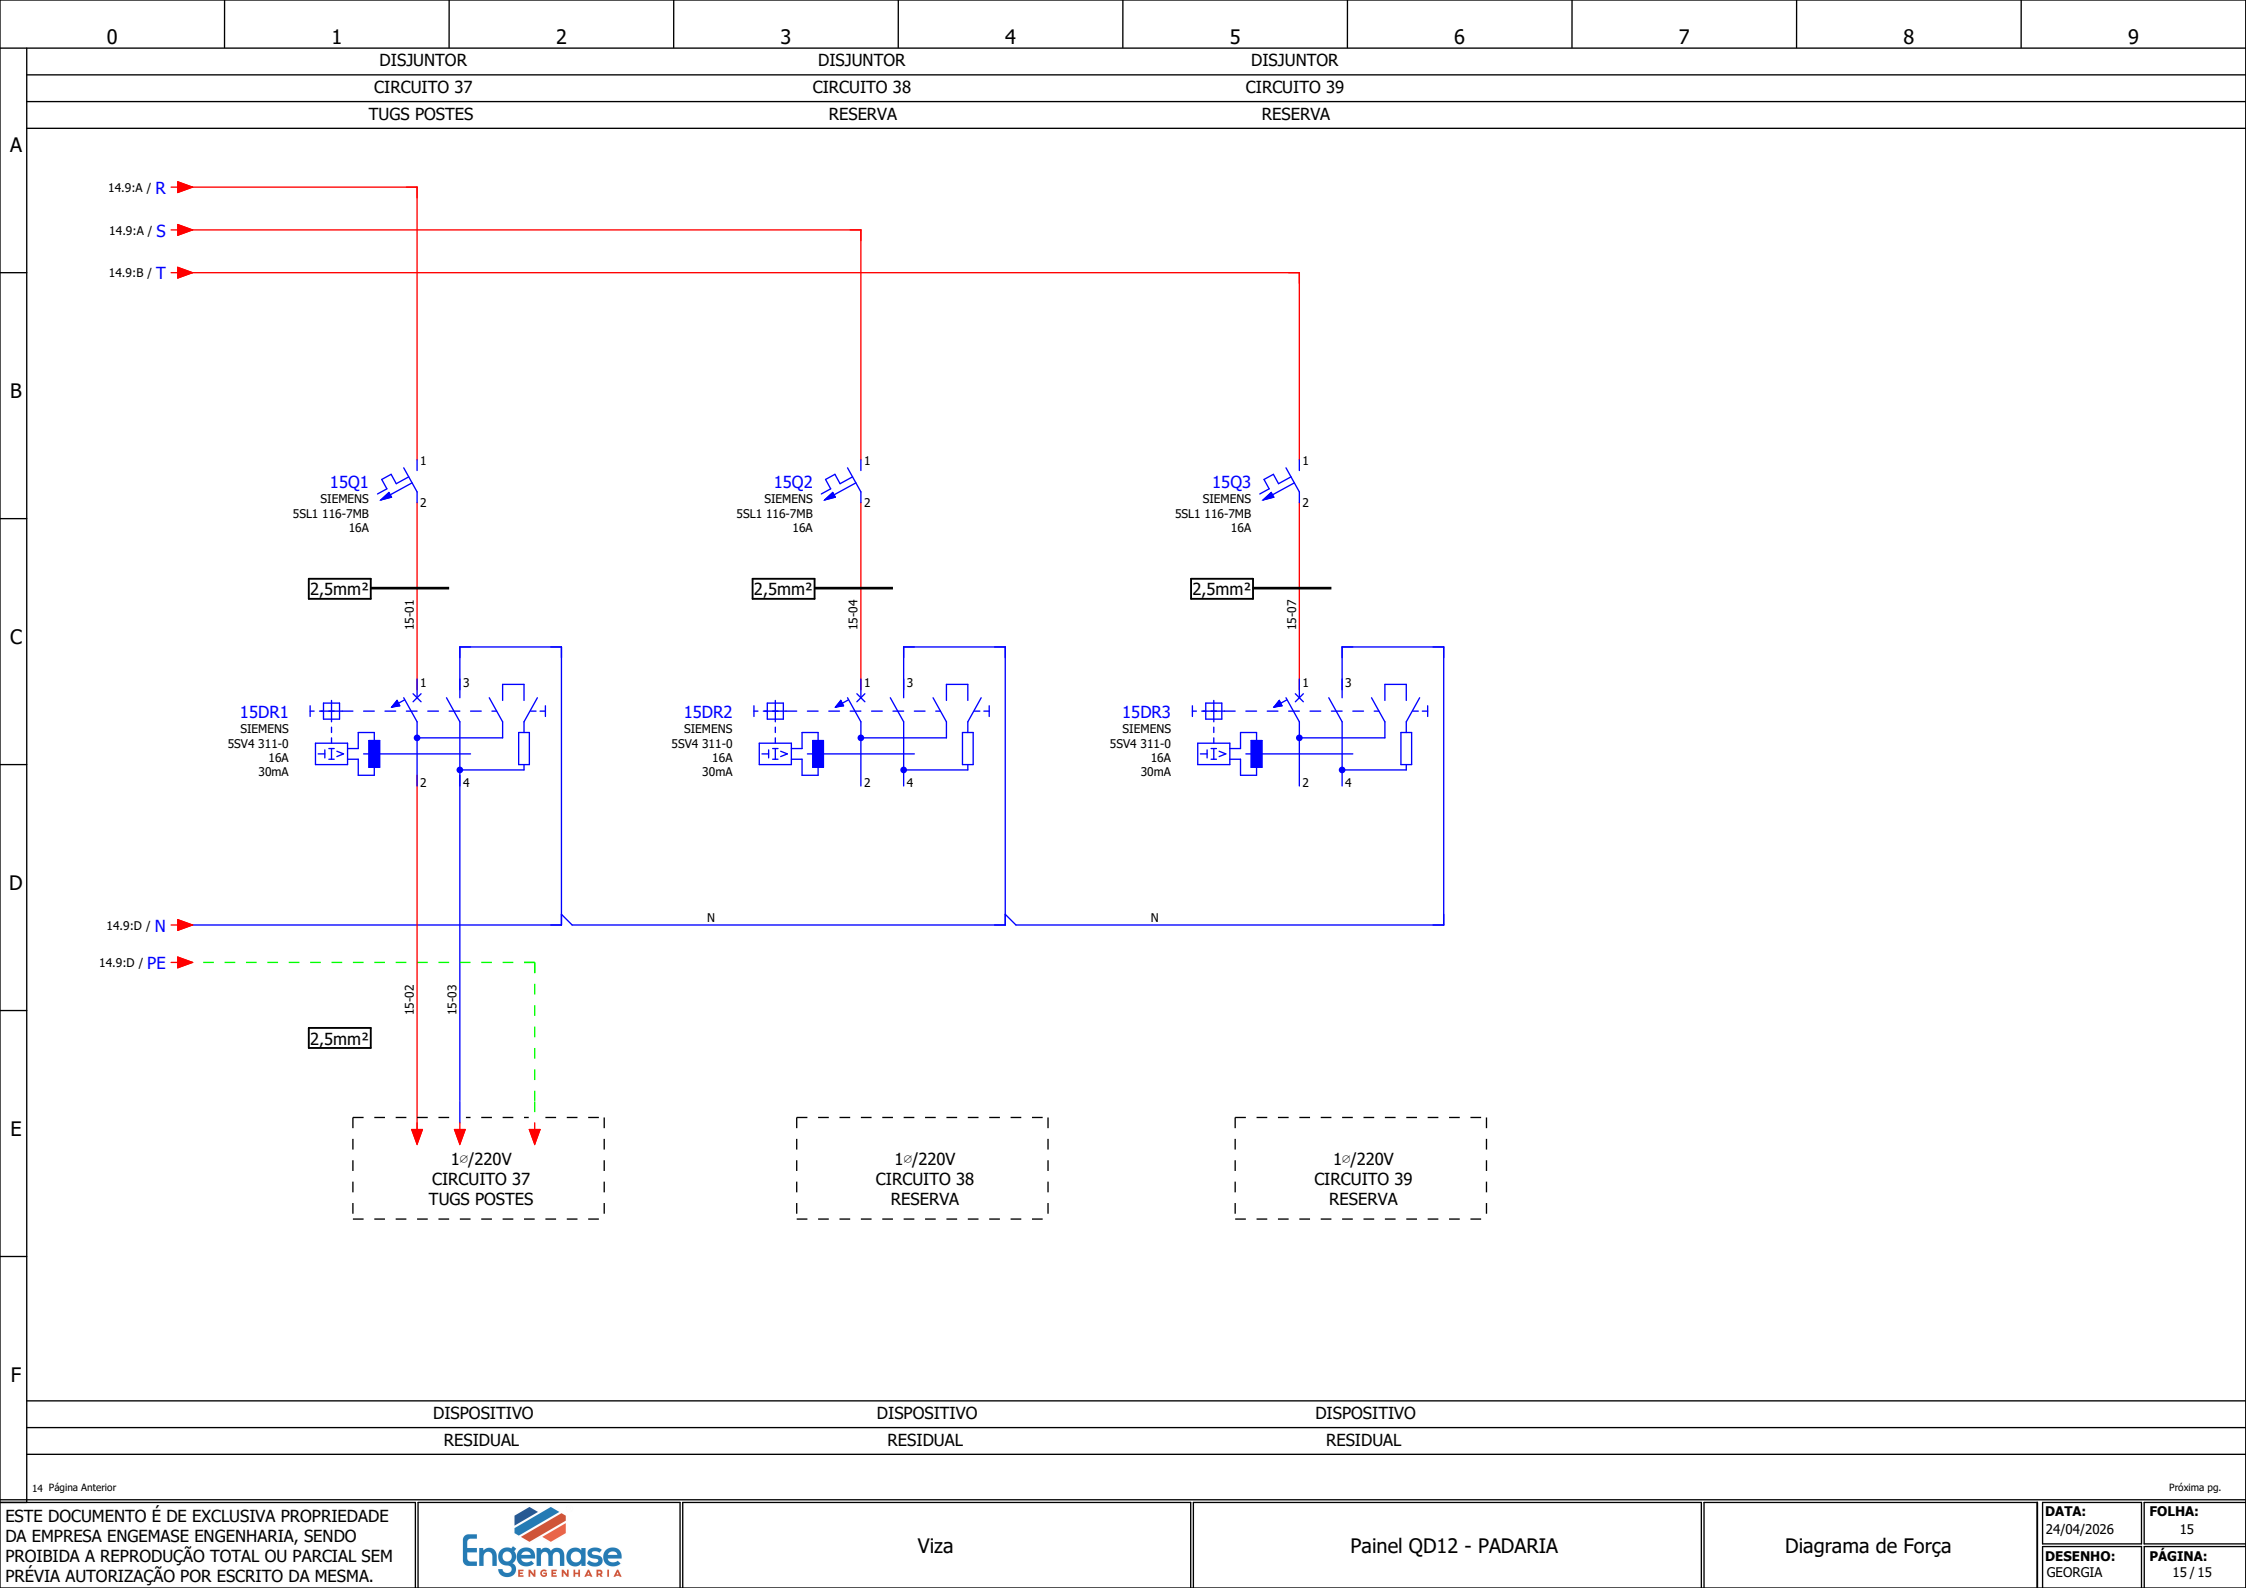 0 1 2 3 4 5 6 7 8 9
DISJUNTOR DISJUNTOR DISJUNTOR
CIRCUITO 37 CIRCUITO 38 CIRCUITO 39
TUGS POSTES RESERVA RESERVA
A
14.9:A / R
14.9:A / S
14.9:B / T
B
1 1 1
15Q1 15Q2 15Q3
SIEMENS SIEMENS SIEMENS
2 2 2
5SL1 116-7MB 5SL1 116-7MB 5SL1 116-7MB
16A 16A 16A
2,5mm² 2,5mm² 2,5mm²
15-01 15-04 15-07
C
1 3 1 3 1 3
15DR1 15DR2 15DR3
SIEMENS SIEMENS SIEMENS
5SV4 311-0 5SV4 311-0 5SV4 311-0
I> I> I>
16A 16A 16A
30mA 30mA 30mA
2 4 2 4 2 4
D
14.9:D / N N N
14.9:D / PE
15-02 15-03
2,5mm²
E
1⌀/220V 1⌀/220V 1⌀/220V
CIRCUITO 37 CIRCUITO 38 CIRCUITO 39
TUGS POSTES RESERVA RESERVA
F
DISPOSITIVO DISPOSITIVO DISPOSITIVO
RESIDUAL RESIDUAL RESIDUAL
14 Página Anterior Próxima pg.
ESTE DOCUMENTO É DE EXCLUSIVA PROPRIEDADE
DA EMPRESA ENGEMASE ENGENHARIA, SENDO
PROIBIDA A REPRODUÇÃO TOTAL OU PARCIAL SEM
PRÉVIA AUTORIZAÇÃO POR ESCRITO DA MESMA.
Engemase
ENGENHARIA
Viza
Painel QD12 - PADARIA
Diagrama de Força
DATA: FOLHA:
24/04/2026 15
DESENHO: PÁGINA:
GEORGIA 15 / 15